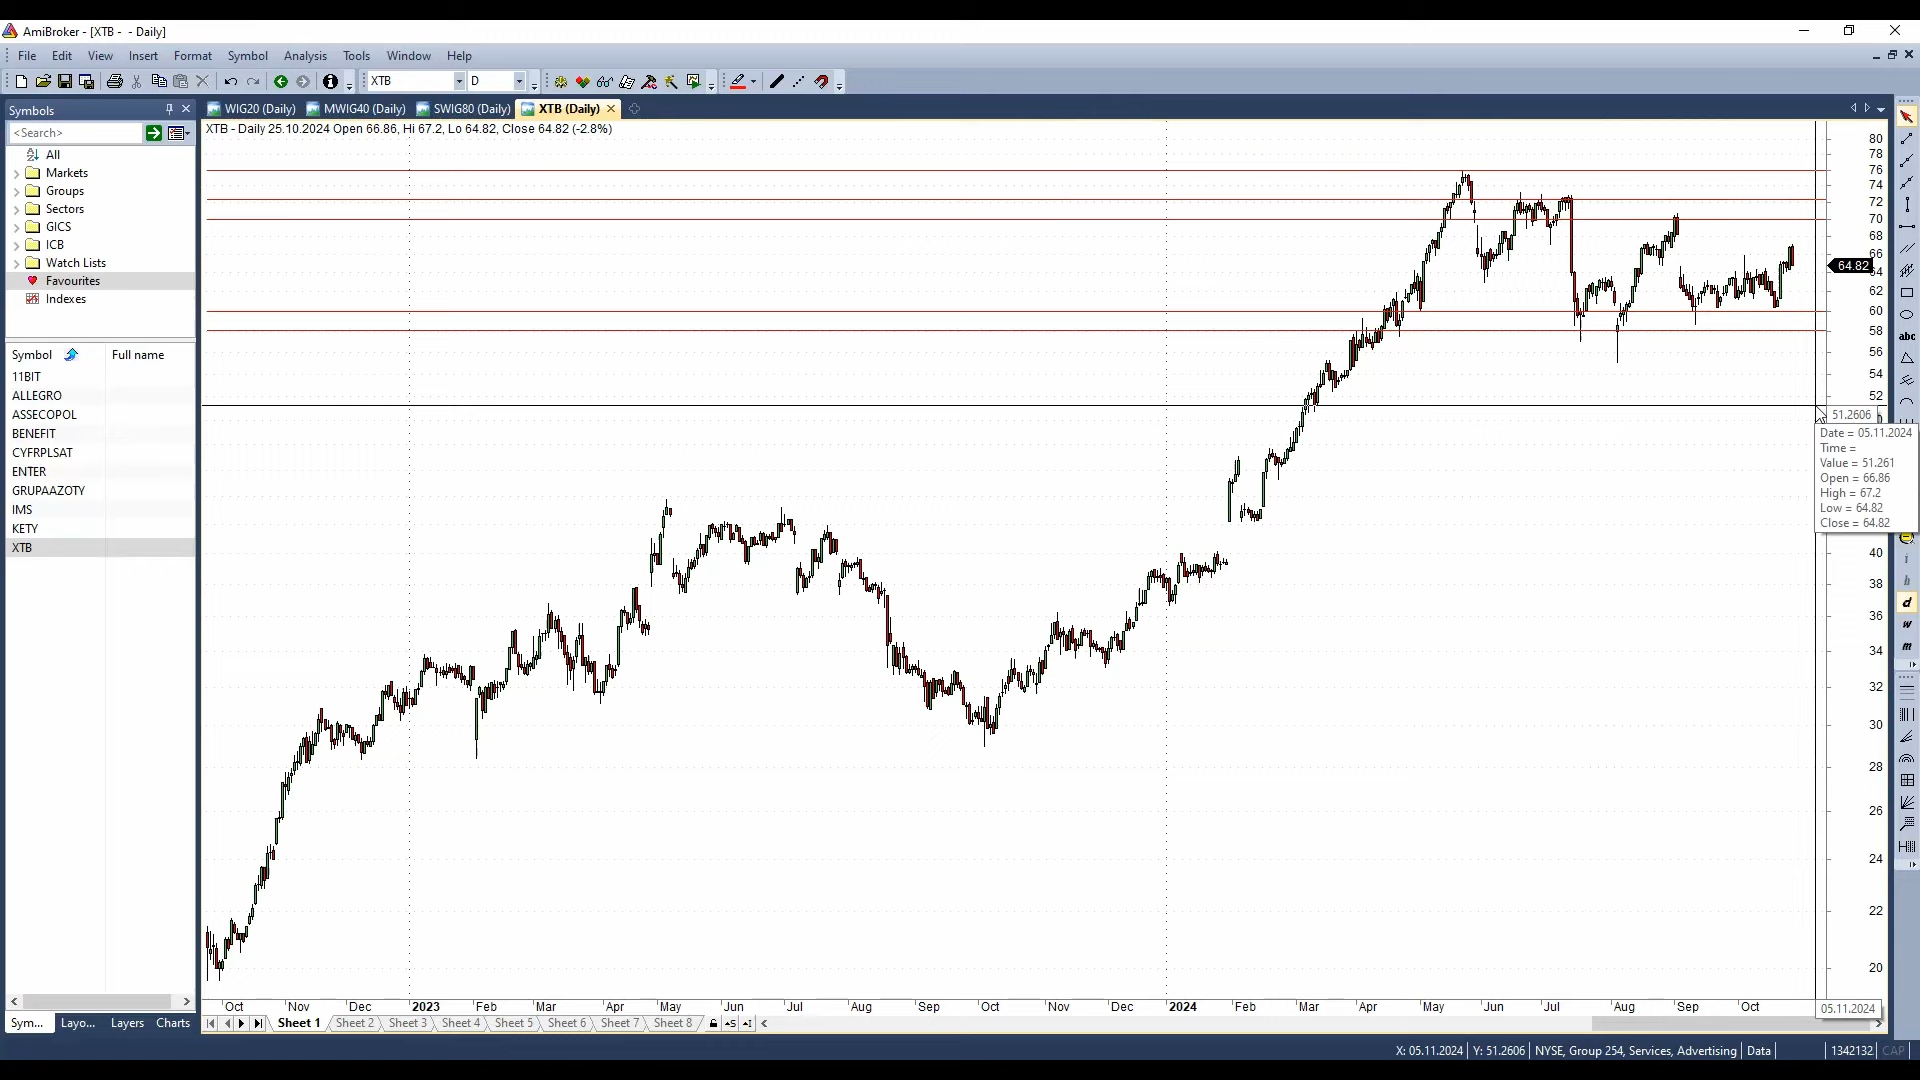 AmiBroker - [XTB - - Daily]
File Edit View Insert Format Symbol Analysis Tools Window Help
XTB D
Symbols
WIG20 (Daily) MWIG40 (Daily) SWIG80 (Daily) XTB (Daily)
<Search>
XTB - Daily 25.10.2024 Open 66.86, Hi 67.2, Lo 64.82, Close 64.82 (-2.8%)
All
Markets
Groups
Sectors
GICS
ICB
Watch Lists
Favourites
Indexes
Symbol Full name
11BIT
ALLEGRO
ASSECOPOL
BENEFIT
CYFRPLSAT
ENTER
GRUPAAZOTY
IMS
KETY
XTB
80
78
76
74
72
70
68
66
64.82
64
62
60
58
56
54
52
51.2606
Date = 05.11.2024
Time =
Value = 51.261
Open = 66.86
High = 67.2
Low = 64.82
Close = 64.82
40
38
36
34
32
30
28
26
24
22
20
abc
i
h
d
w
m
Oct Nov Dec 2023 Feb Mar Apr May Jun Jul Aug Sep Oct Nov Dec 2024 Feb Mar Apr May Jun Jul Aug Sep Oct 05.11.2024
Sym... Layo... Layers Charts
Sheet 1 Sheet 2 Sheet 3 Sheet 4 Sheet 5 Sheet 6 Sheet 7 Sheet 8
X: 05.11.2024 Y: 51.2606 NYSE, Group 254, Services, Advertising Data 1342132 CAP